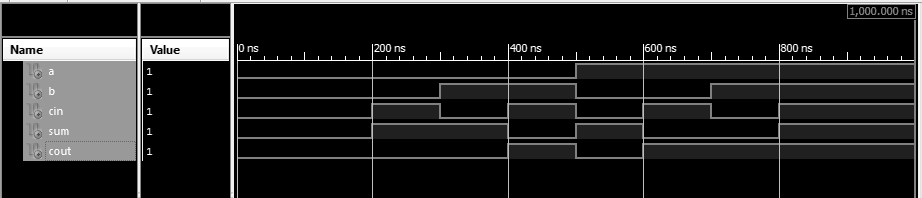 1,000.000 ns
Name Value 0 ns 200 ns 400 ns 600 ns 800 ns
a 1
b 1
cin 1
sum 1
cout 1